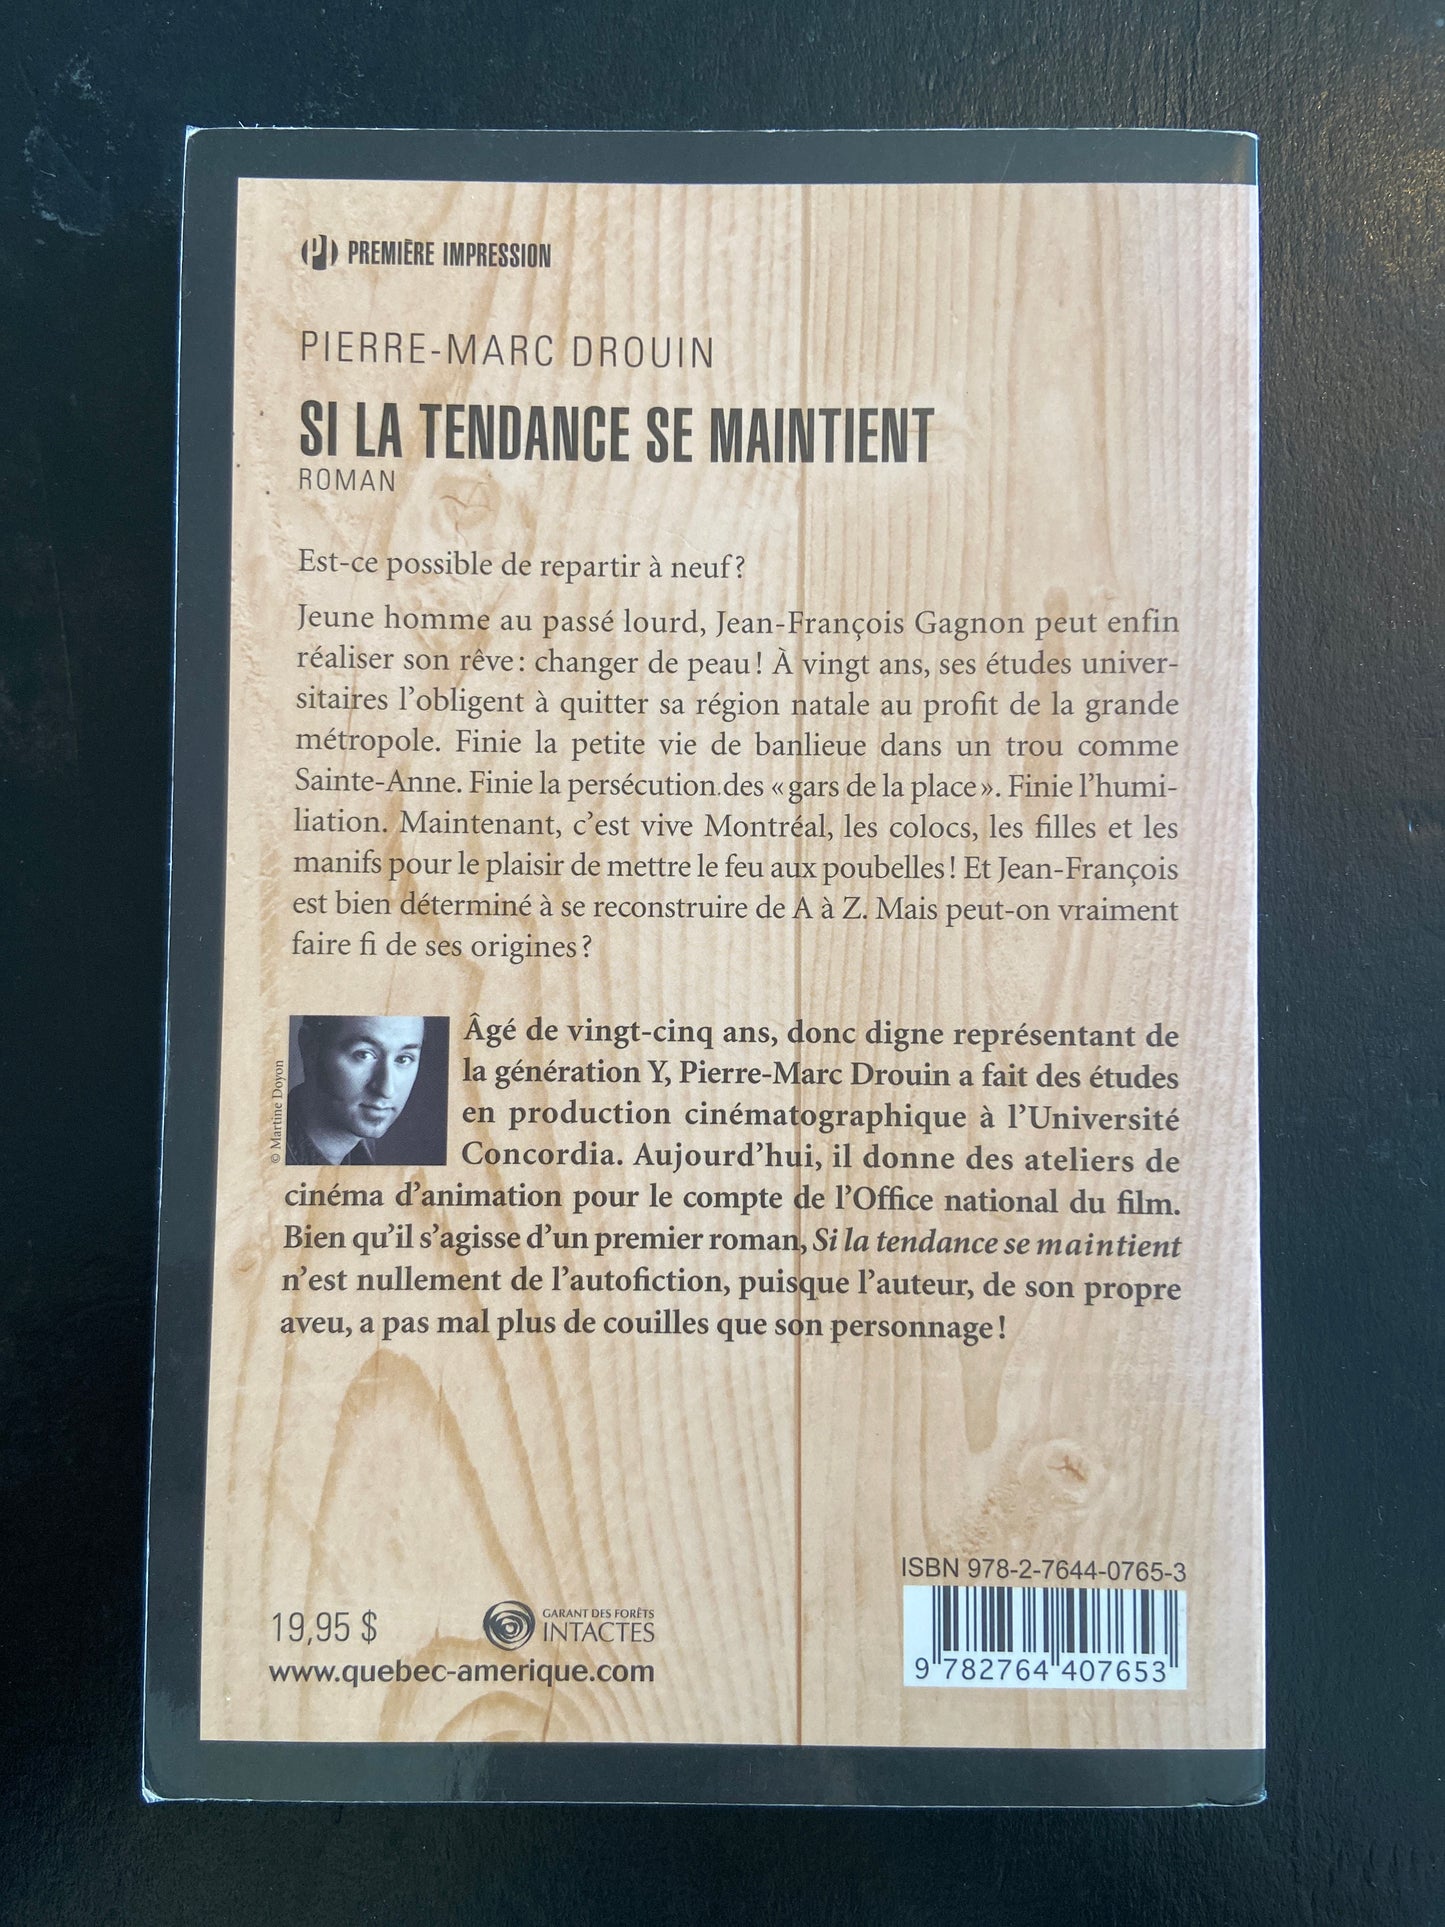 PREMIÈRE IMPRESSION
PIERRE-MARC DROUIN
SI LA TENDANCE SE MAINTIENT
ROMAN
Est-ce possible de repartir à neuf ?
Jeune homme au passé lourd, Jean-François Gagnon peut enfin
réaliser son rêve : changer de peau ! À vingt ans, ses études univer-
sitaires l'obligent à quitter sa région natale au profit de la grande
métropole. Finie la petite vie de banlieue dans un trou comme
Sainte-Anne. Finie la persécution des « gars de la place ». Finie l'humi-
liation. Maintenant, c'est vive Montréal, les colocs, les filles et les
manifs pour le plaisir de mettre le feu aux poubelles ! Et Jean-François
est bien déterminé à se reconstruire de A à Z. Mais peut-on vraiment
faire fi de ses origines ?
© Martine Doyon
Âgé de vingt-cinq ans, donc digne représentant de
la génération Y, Pierre-Marc Drouin a fait des études
en production cinématographique à l'Université
Concordia. Aujourd'hui, il donne des ateliers de
cinéma d'animation pour le compte de l'Office national du film.
Bien qu'il s'agisse d'un premier roman, Si la tendance se maintient
n'est nullement de l'autofiction, puisque l'auteur, de son propre
aveu, a pas mal plus de couilles que son personnage !
ISBN 978-2-7644-0765-3
19,95 $
GARANT DES FORÊTS
INTACTES
www.quebec-amerique.com
9 782764 407653